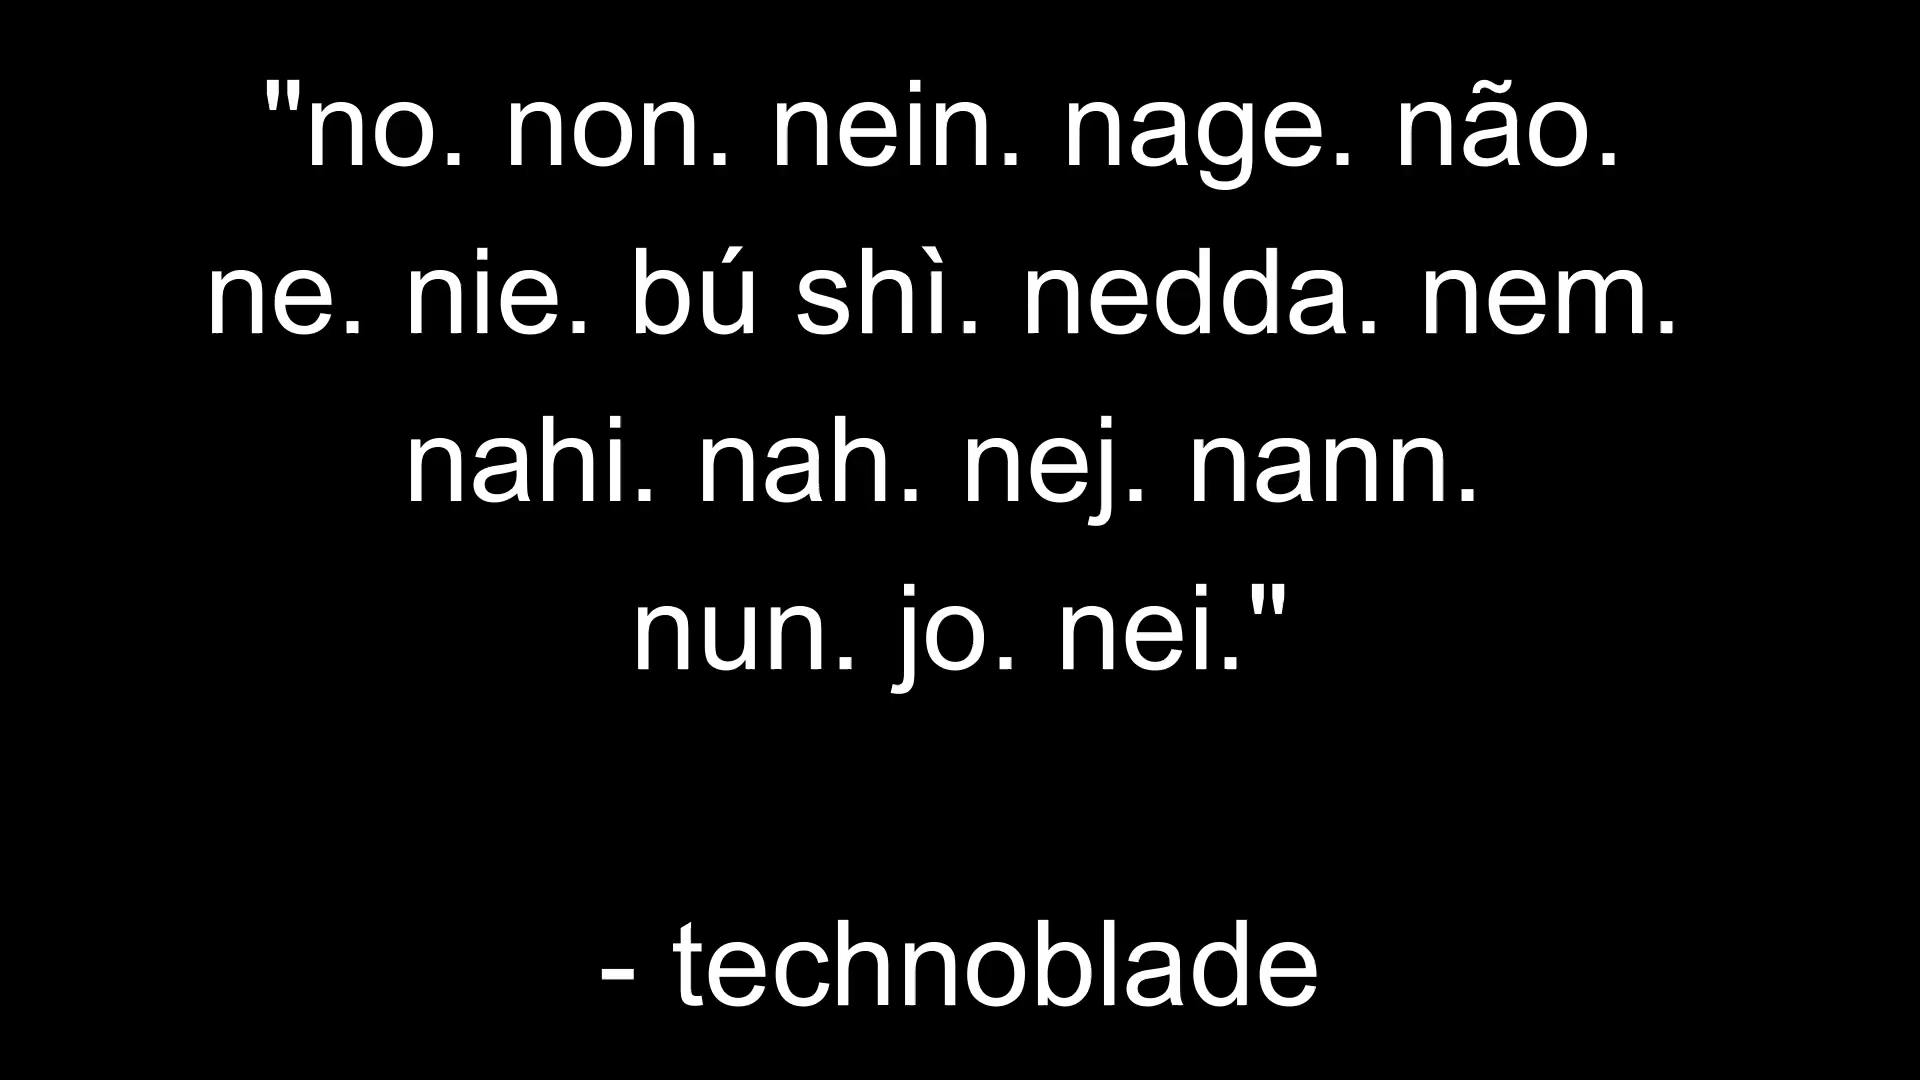 "no. non. nein. nage. não.
ne. nie. bú shì. nedda. nem.
nahi. nah. nej. nann.
nun. jo. nei."
- technoblade